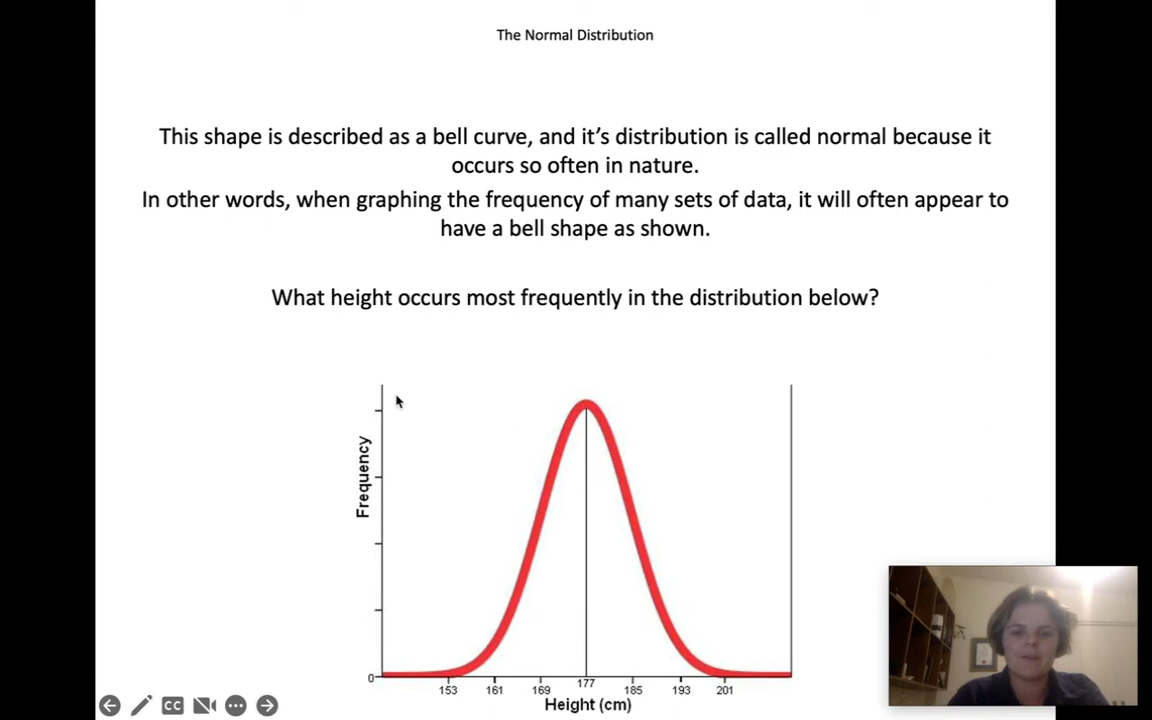 The Normal Distribution
This shape is described as a bell curve, and it’s distribution is called normal because it
occurs so often in nature.
In other words, when graphing the frequency of many sets of data, it will often appear to
have a bell shape as shown.
What height occurs most frequently in the distribution below?
Frequency
0
153 161 169 177 185 193 201
Height (cm)
CC